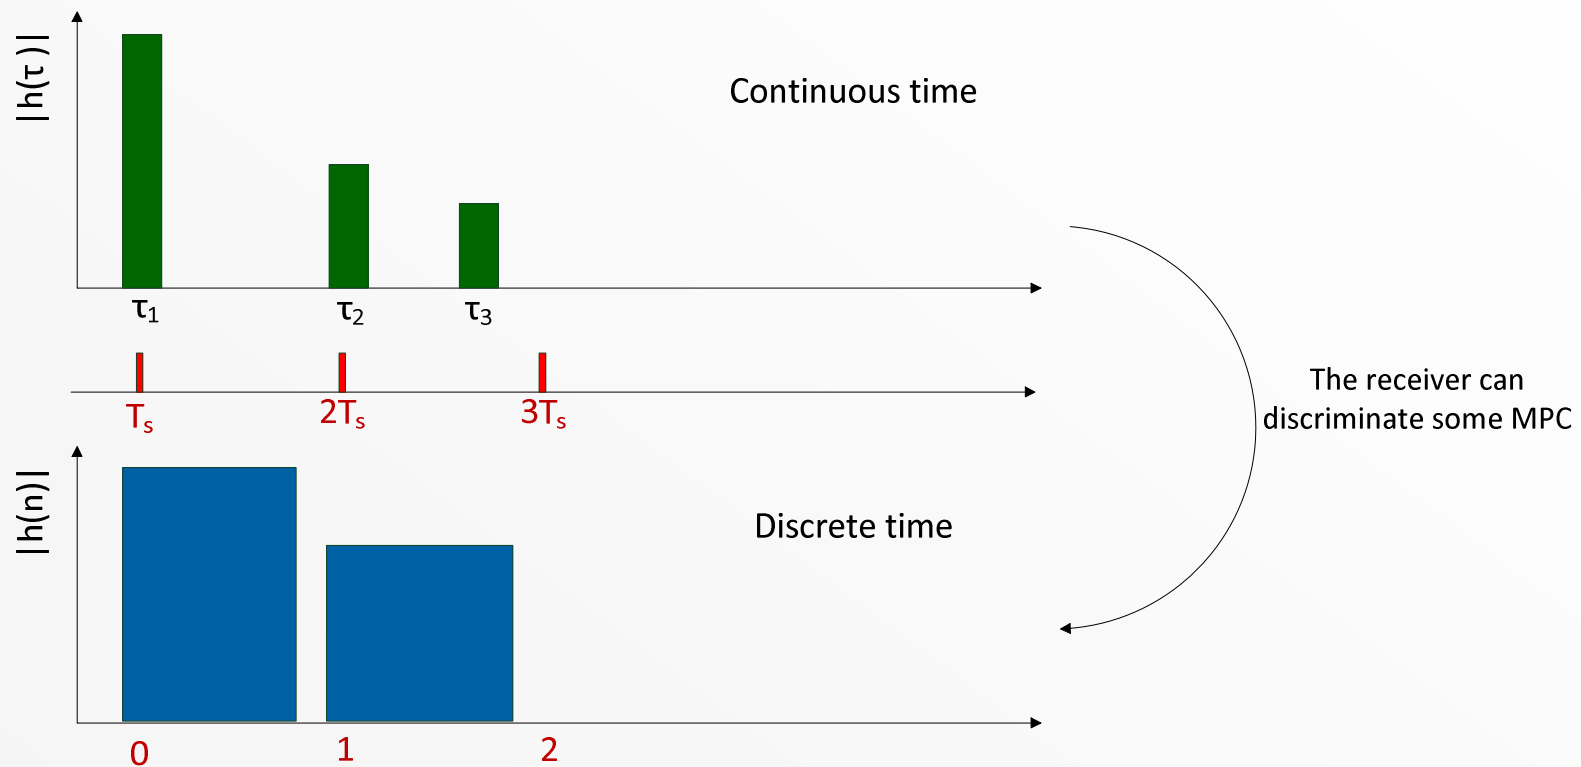 |h(τ )|
Continuous time
τ1
τ2
τ3
Ts
2Ts
3Ts
The receiver can
discriminate some MPC
|h(n)|
Discrete time
0
1
2